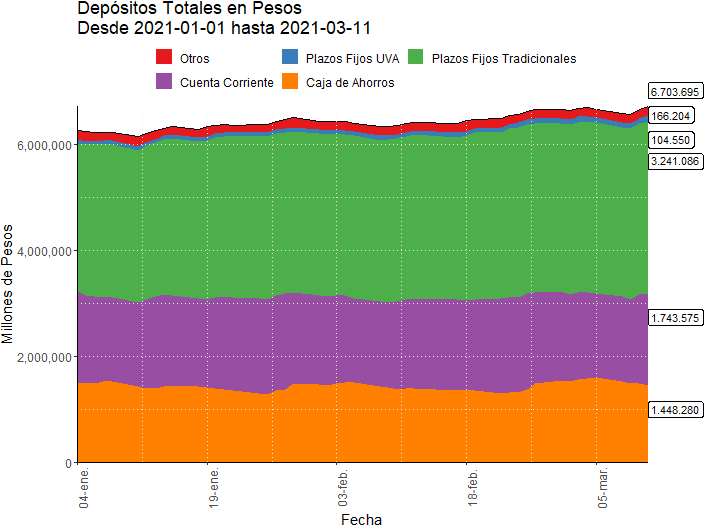 Depósitos Totales en Pesos
Desde 2021-01-01 hasta 2021-03-11
Otros
Plazos Fijos UVA
Plazos Fijos Tradicionales
Cuenta Corriente
Caja de Ahorros
6.703.695
166.204
104.550
3.241.086
1.743.575
1.448.280
6,000,000
4,000,000
2,000,000
0
Millones de Pesos
04-ene.
19-ene.
03-feb.
18-feb.
05-mar.
Fecha